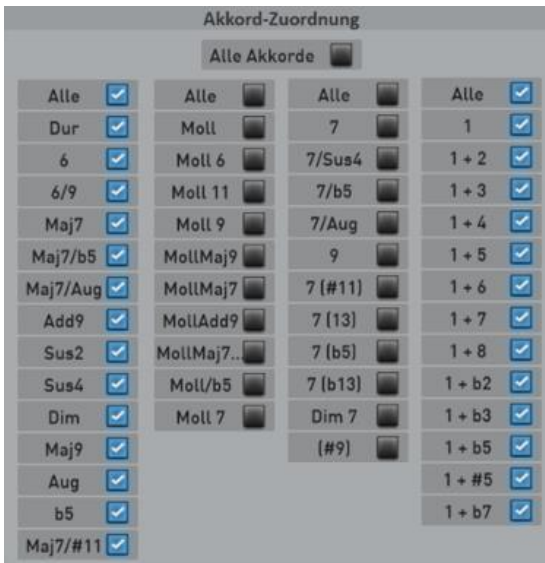 Akkord-Zuordnung
Alle Akkorde
Alle Alle Alle Alle
Dur Moll 7 1
6 Moll 6 7/Sus4 1 + 2
6/9 Moll 11 7/b5 1 + 3
Maj7 Moll 9 7/Aug 1 + 4
Maj7/b5 MollMaj9 9 1 + 5
Maj7/Aug MollMaj7 7 (#11) 1 + 6
Add9 MollAdd9 7 (13) 1 + 7
Sus2 MollMaj7... 7 (b5) 1 + 8
Sus4 Moll/b5 7 (b13) 1 + b2
Dim Moll 7 Dim 7 1 + b3
Maj9 (#9) 1 + b5
Aug 1 + #5
b5 1 + b7
Maj7/#11